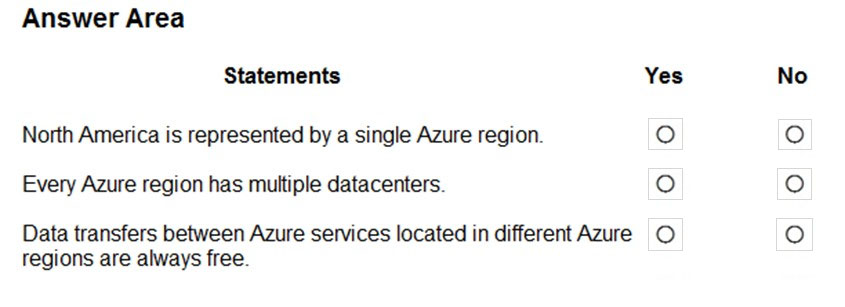 Answer Area
Statements Yes No
North America is represented by a single Azure region.
Every Azure region has multiple datacenters.
Data transfers between Azure services located in different Azure
regions are always free.